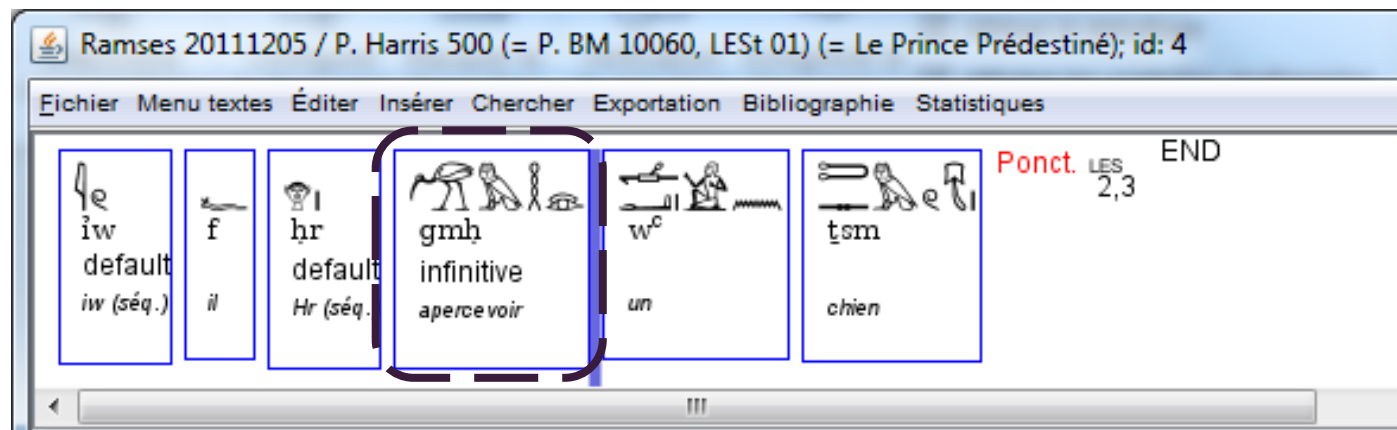 Ramses 20111205 / P. Harris 500 (= P. BM 10060, LESt 01) (= Le Prince Prédestiné); id: 4
Fichier Menu textes Éditer Insérer Chercher Exportation Bibliographie Statistiques
Ponct. LES 2,3 END
ỉw f ḥr gmḥ wᶜ ṯsm
default default infinitive
iw (séq.) il Hr (séq. apercevoir un chien